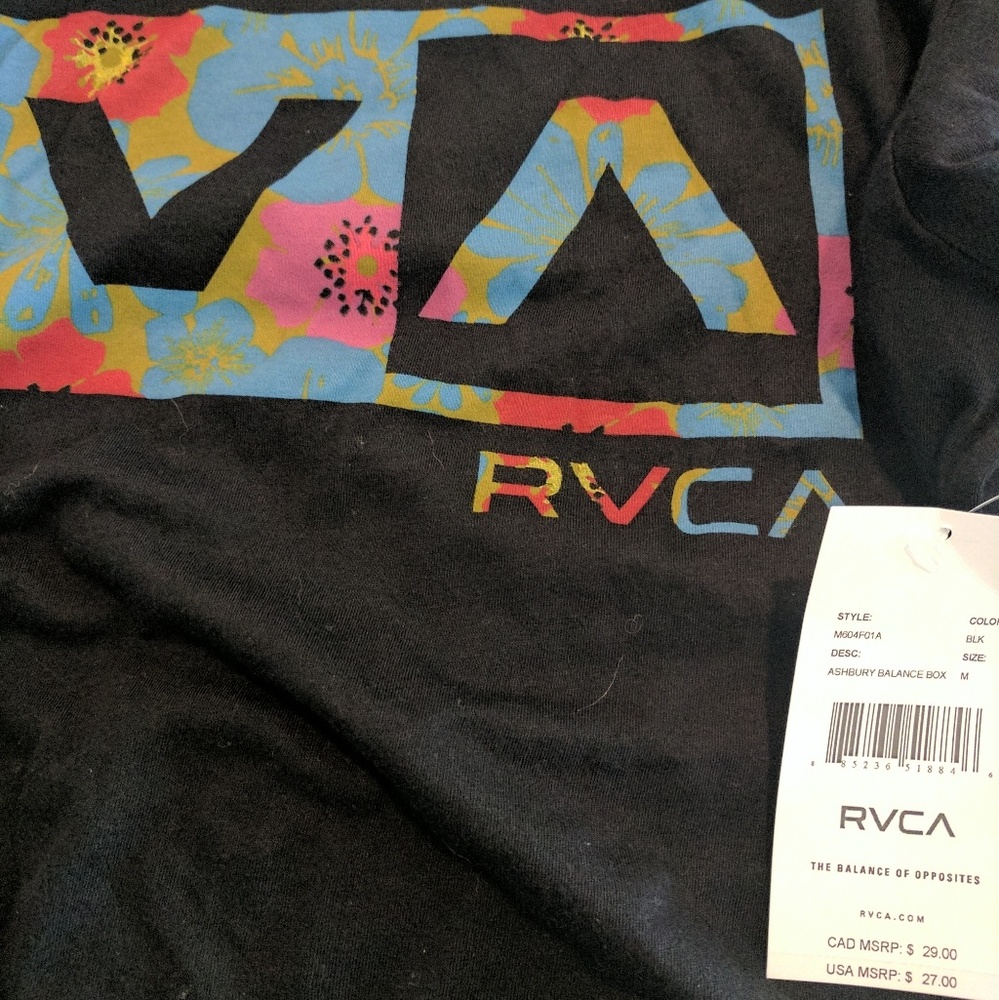 VA
RVCA
STYLE: COLOR
M604F01A BLK
DESC: SIZE:
ASHBURY BALANCE BOX M
8 85236 51884 6
RVCA
THE BALANCE OF OPPOSITES
RVCA.COM
CAD MSRP: $ 29.00
USA MSRP: $ 27.00